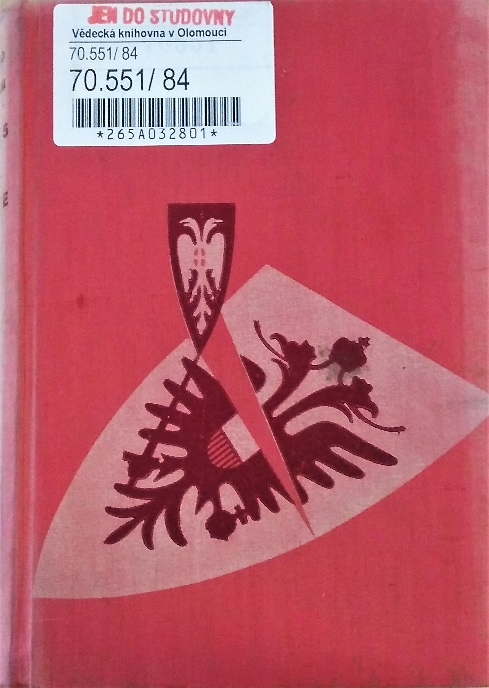 JEN DO STUDOVNY
Vědecká knihovna v Olomouci
70.551/ 84
70.551/ 84
*265A032801*